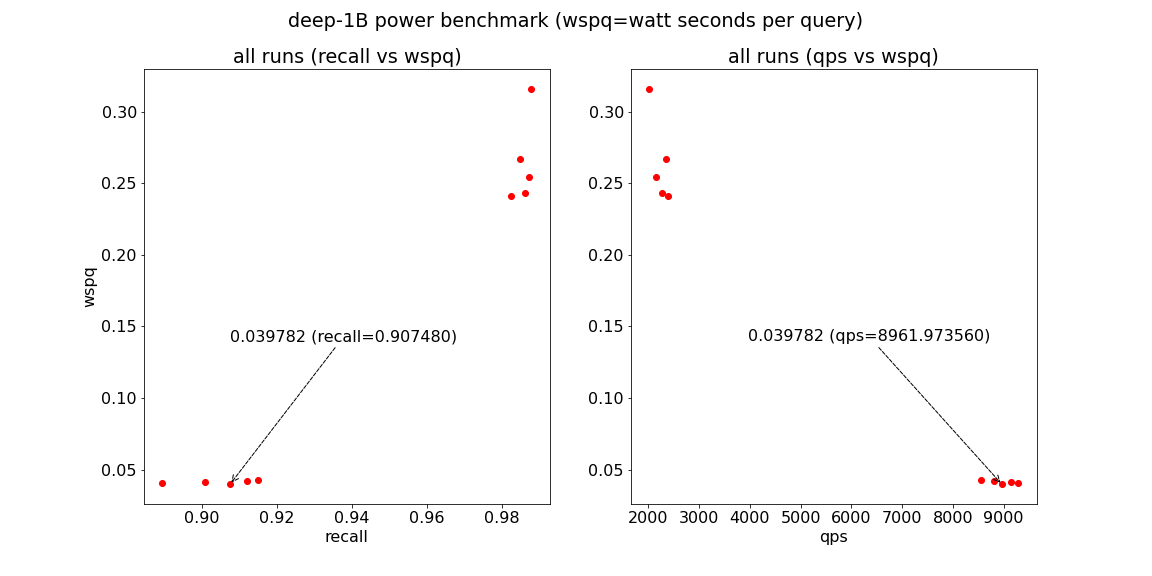 deep-1B power benchmark (wspq=watt seconds per query)
all runs (recall vs wspq)
0.30
0.25
0.20
0.15
0.10
0.05
wspq
0.039782 (recall=0.907480)
0.90 0.92 0.94 0.96 0.98
recall
all runs (qps vs wspq)
0.30
0.25
0.20
0.15
0.10
0.05
0.039782 (qps=8961.973560)
2000 3000 4000 5000 6000 7000 8000 9000
qps